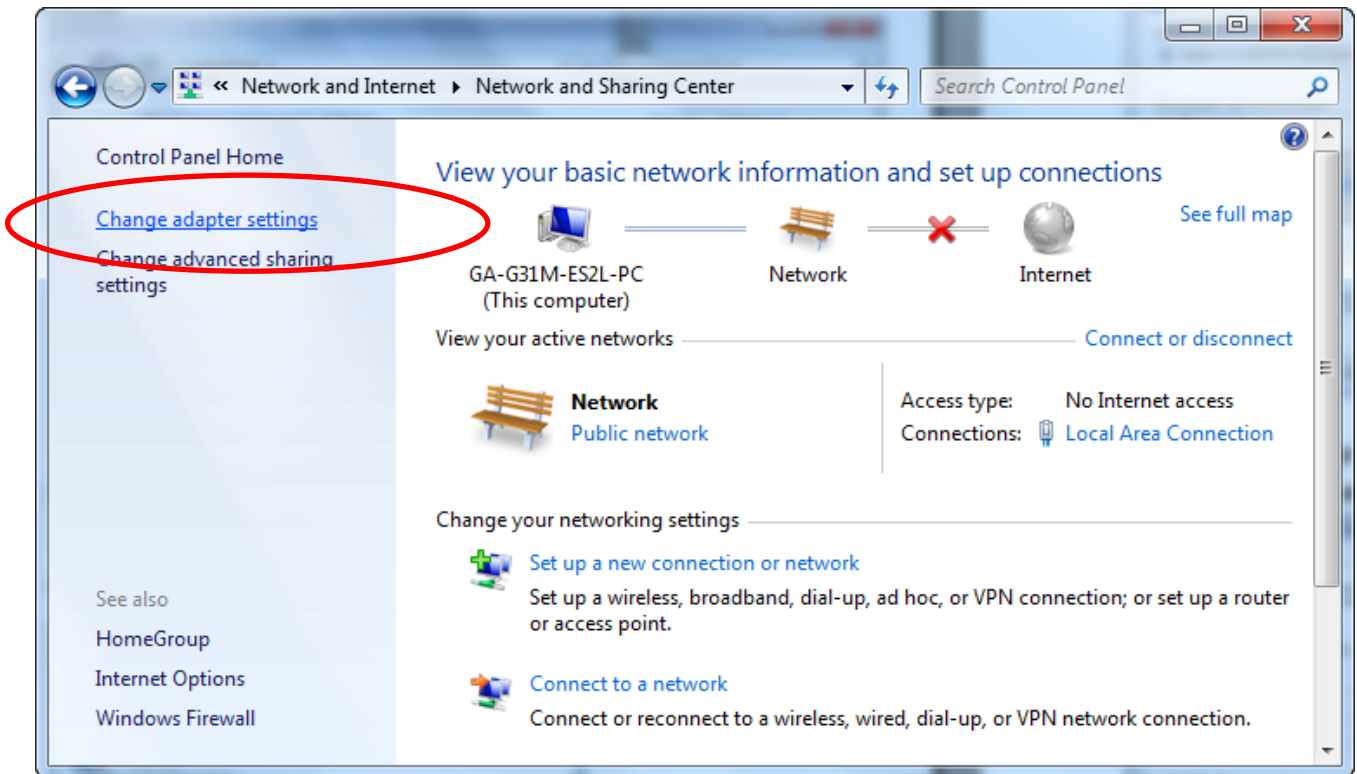 « Network and Internet ▸ Network and Sharing Center
Search Control Panel
Control Panel Home
Change adapter settings
Change advanced sharing
settings
See also
HomeGroup
Internet Options
Windows Firewall
View your basic network information and set up connections
See full map
GA-G31M-ES2L-PC
(This computer)
Network
Internet
View your active networks
Connect or disconnect
Network
Public network
Access type: No Internet access
Connections: Local Area Connection
Change your networking settings
Set up a new connection or network
Set up a wireless, broadband, dial-up, ad hoc, or VPN connection; or set up a router
or access point.
Connect to a network
Connect or reconnect to a wireless, wired, dial-up, or VPN network connection.